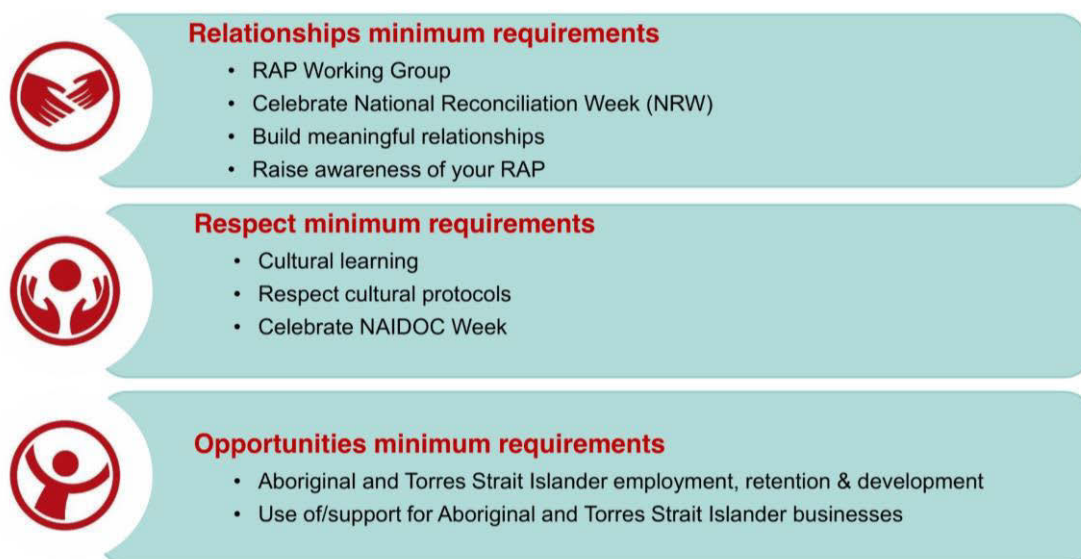 Relationships minimum requirements
• RAP Working Group
• Celebrate National Reconciliation Week (NRW)
• Build meaningful relationships
• Raise awareness of your RAP
Respect minimum requirements
• Cultural learning
• Respect cultural protocols
• Celebrate NAIDOC Week
Opportunities minimum requirements
• Aboriginal and Torres Strait Islander employment, retention & development
• Use of/support for Aboriginal and Torres Strait Islander businesses